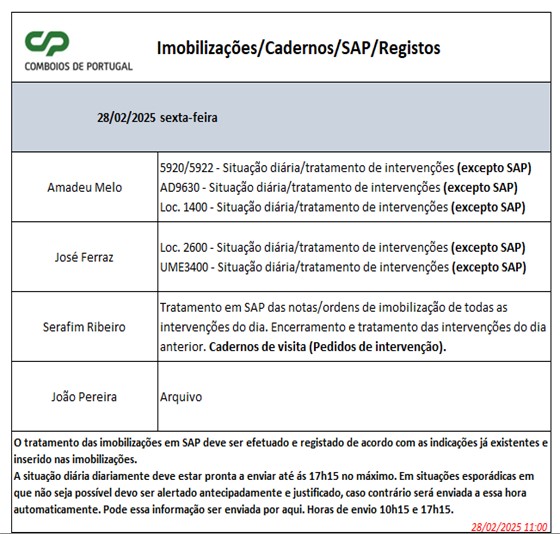 CP
COMBOIOS DE PORTUGAL
Imobilizações/Cadernos/SAP/Registos
28/02/2025 sexta-feira
Amadeu Melo
5920/5922 - Situação diária/tratamento de intervenções (excepto SAP)
AD9630 - Situação diária/tratamento de intervenções (excepto SAP)
Loc. 1400 - Situação diária/tratamento de intervenções (excepto SAP)
José Ferraz
Loc. 2600 - Situação diária/tratamento de intervenções (excepto SAP)
UME3400 - Situação diária/tratamento de intervenções (excepto SAP)
Serafim Ribeiro
Tratamento em SAP das notas/ordens de imobilização de todas as
intervenções do dia. Encerramento e tratamento das intervenções do dia
anterior. Cadernos de visita (Pedidos de intervenção).
João Pereira
Arquivo
O tratamento das imobilizações em SAP deve ser efetuado e registado de acordo com as indicações já existentes e
inserido nas imobilizações.
A situação diária diariamente deve estar pronta a enviar até ás 17h15 no máximo. Em situações esporádicas em
que não seja possível devo ser alertado antecipadamente e justificado, caso contrário será enviada a essa hora
automaticamente. Pode essa informação ser enviada por aqui. Horas de envio 10h15 e 17h15.
28/02/2025 11:00